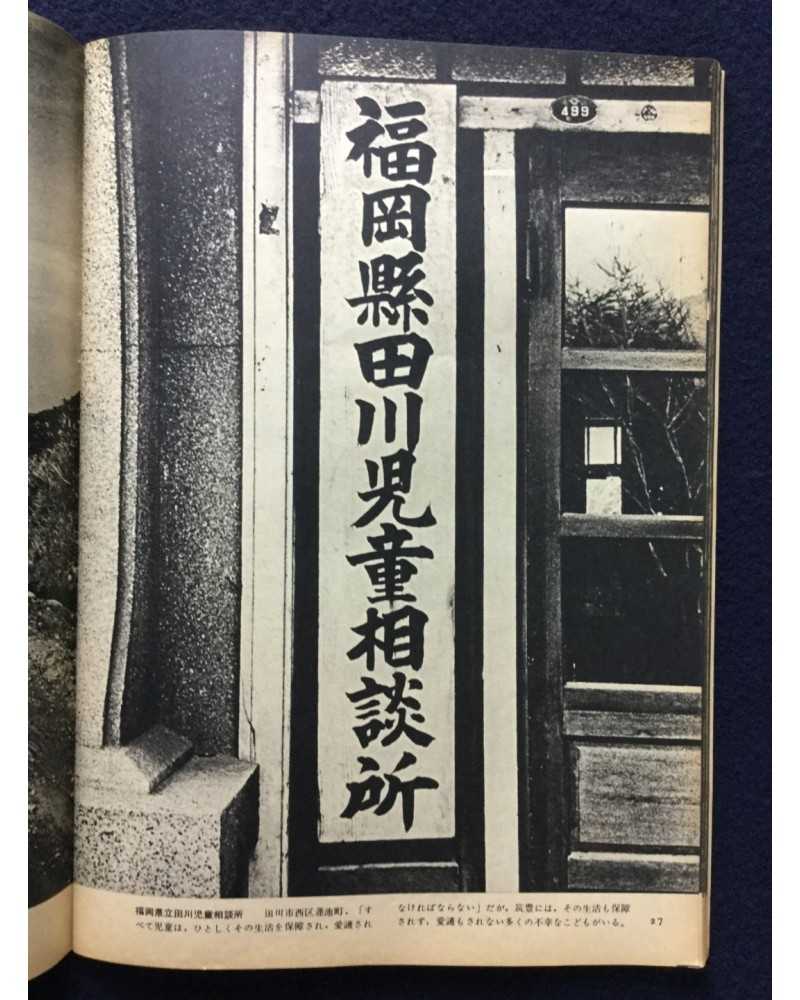 福岡縣田川児童相談所
499
福岡県立田川児童相談所　田川市西区蓮池町。「す
べて児童は、ひとしくその生活を保障され、愛護され
なければならない」だが、筑豊には、その生活も保障
されず、愛護もされない多くの不幸なこどもがいる。
27